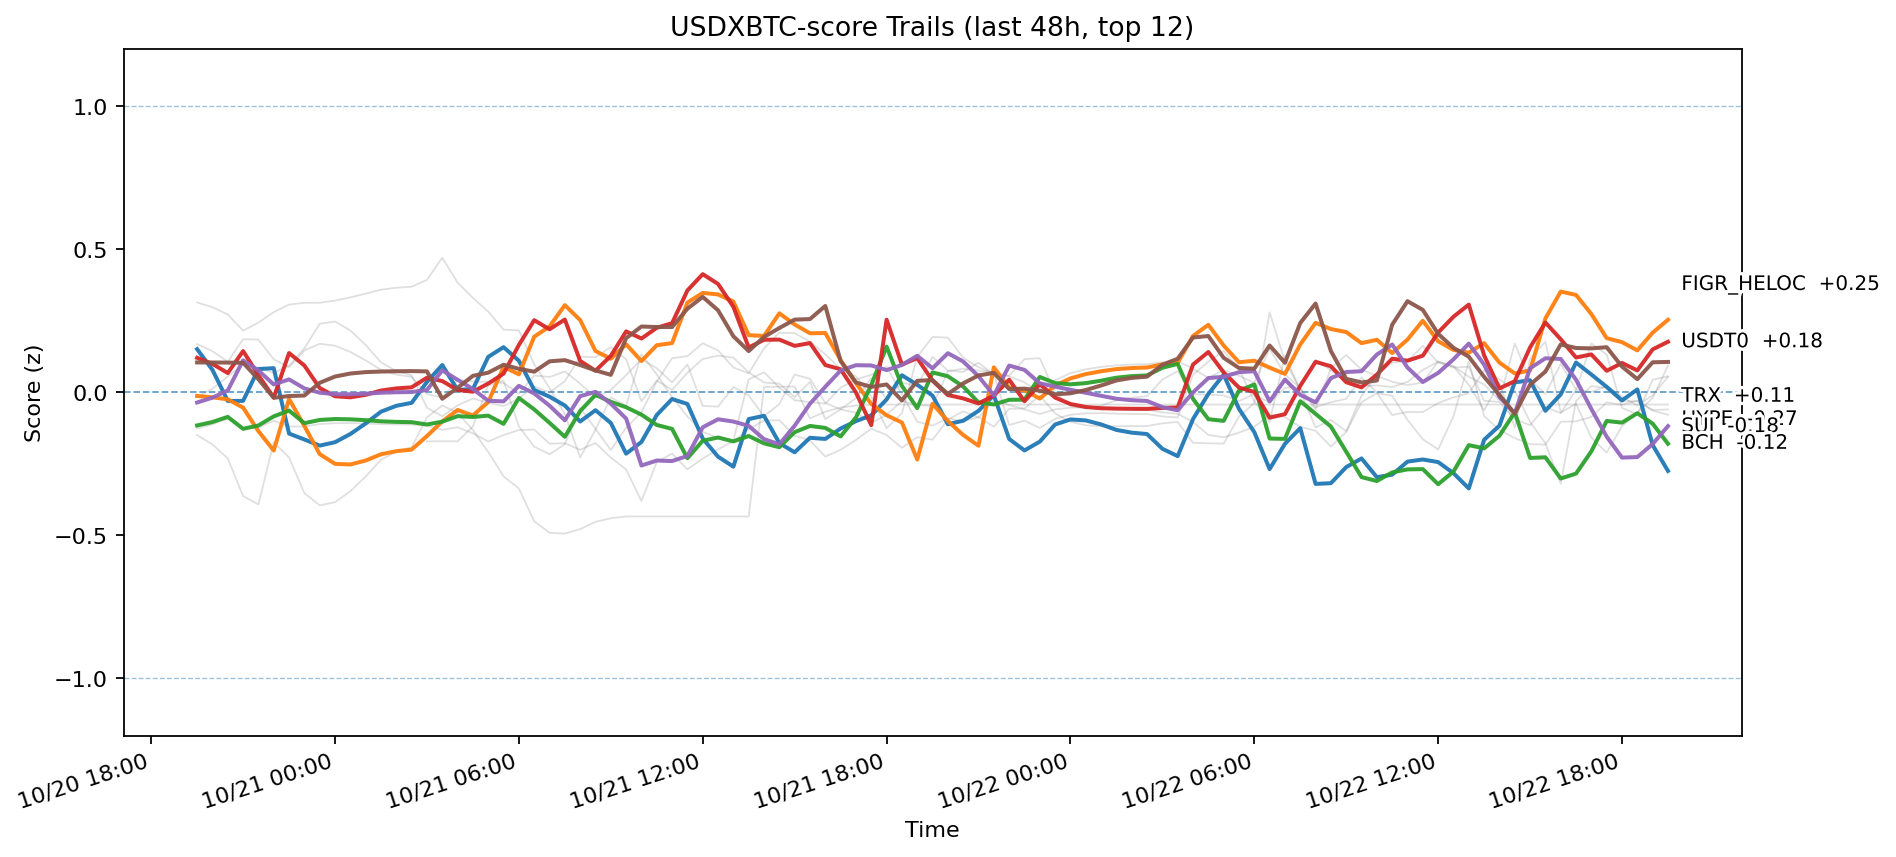 USDXBTC-score Trails (last 48h, top 12)
Score (z)
1.0
0.5
0.0
−0.5
−1.0
FIGR_HELOC +0.25
USDT0 +0.18
TRX +0.11
HYPE -0.27
SUI -0.18
BCH -0.12
10/20 18:00
10/21 00:00
10/21 06:00
10/21 12:00
10/21 18:00
10/22 00:00
10/22 06:00
10/22 12:00
10/22 18:00
Time